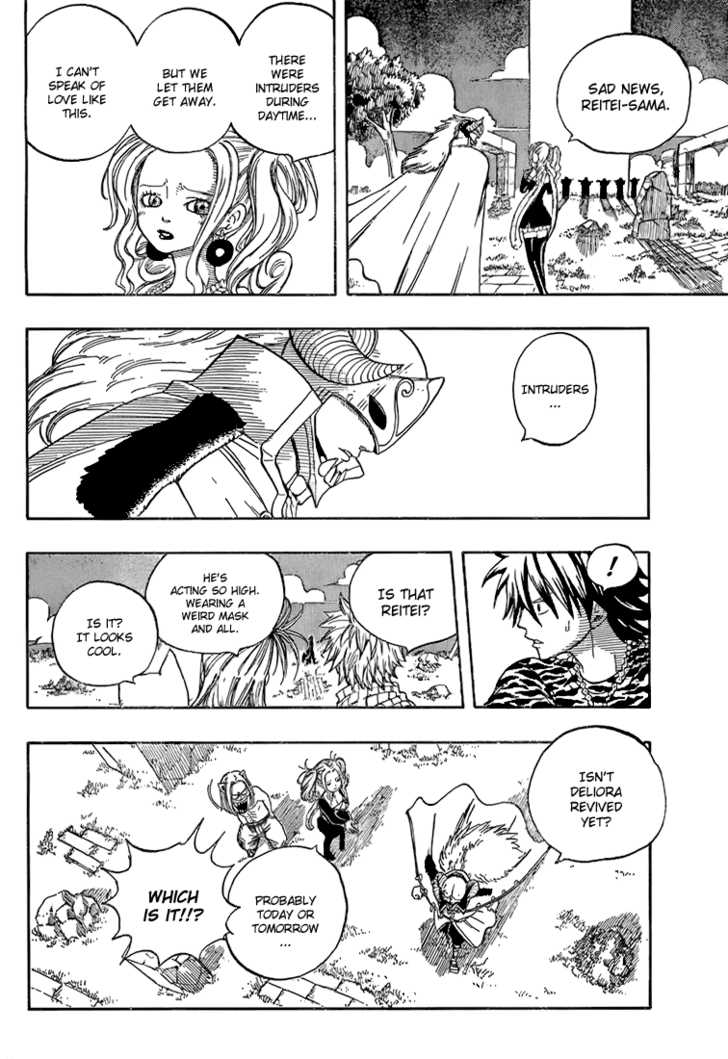 SAD NEWS,
REITEI-SAMA.
THERE
WERE
INTRUDERS
DURING
DAYTIME...
BUT WE
LET THEM
GET AWAY.
I CAN'T
SPEAK OF
LOVE LIKE
THIS.
INTRUDERS
...
!
IS THAT
REITEI?
HE'S
ACTING SO HIGH.
WEARING A
WEIRD MASK
AND ALL.
IS IT?
IT LOOKS
COOL.
ISN'T
DELIORA
REVIVED
YET?
PROBABLY
TODAY OR
TOMORROW
...
WHICH
IS IT!!?